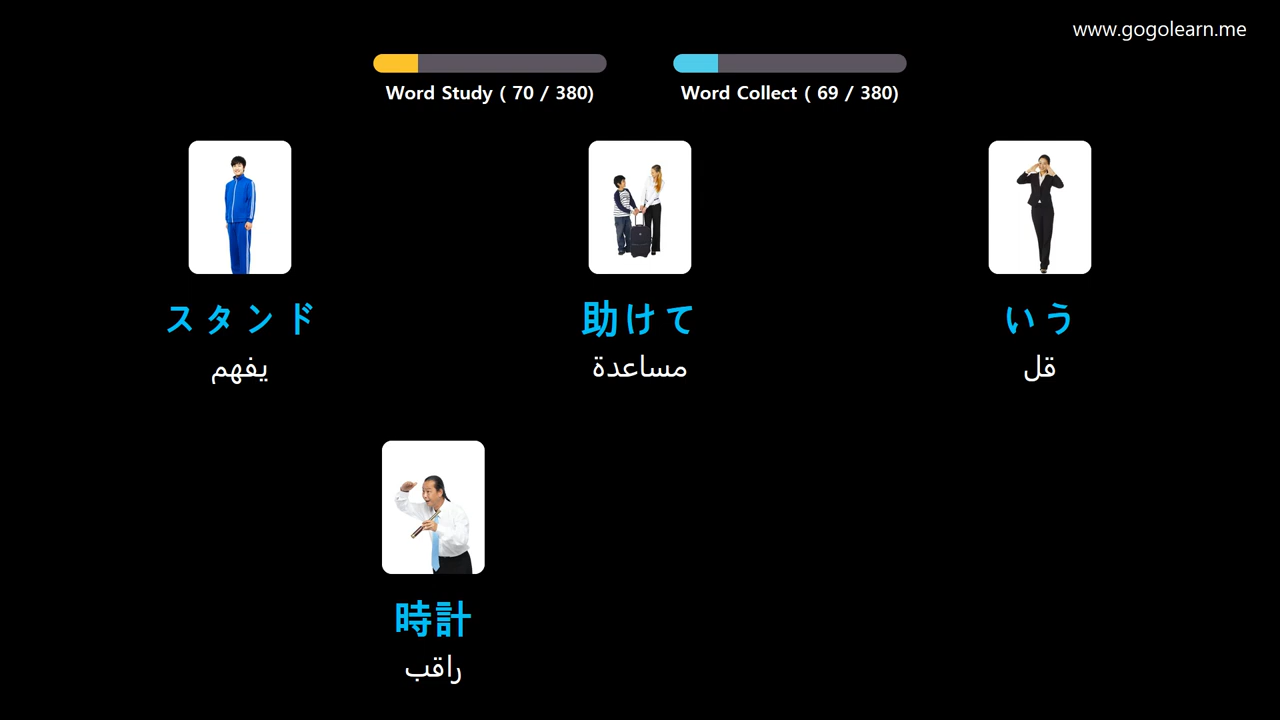 www.gogolearn.me
Word Study ( 70 / 380)
Word Collect ( 69 / 380)
スタンド
يفهم
助けて
مساعدة
いう
قل
時計
راقب